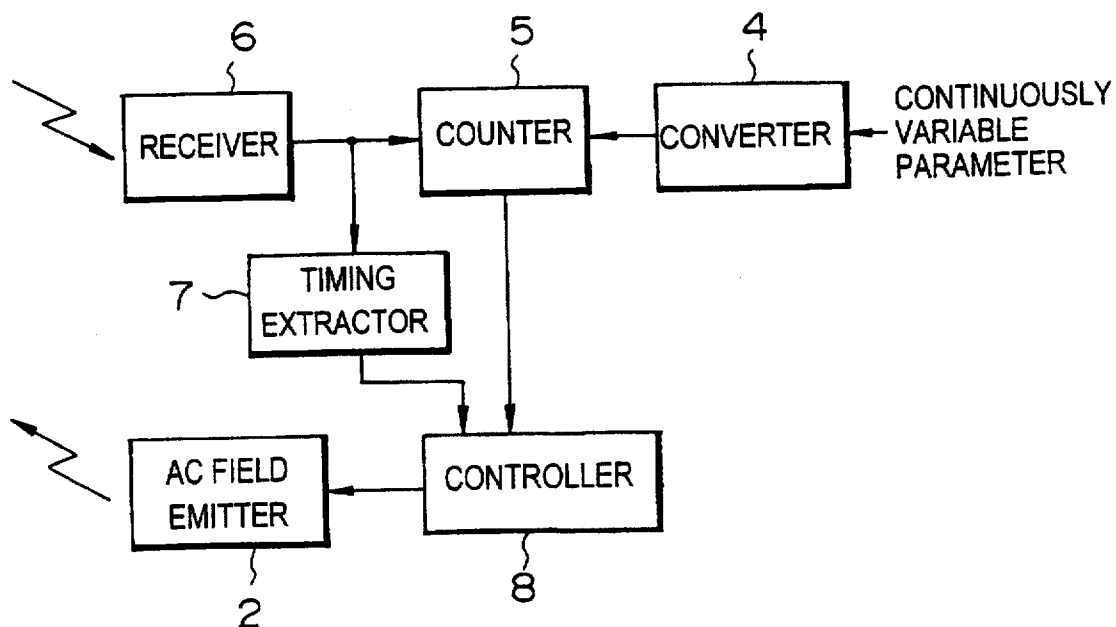 6
5
4
RECEIVER
COUNTER
CONVERTER
CONTINUOUSLY
VARIABLE
PARAMETER
7
TIMING
EXTRACTOR
AC FIELD
EMITTER
CONTROLLER
2
8